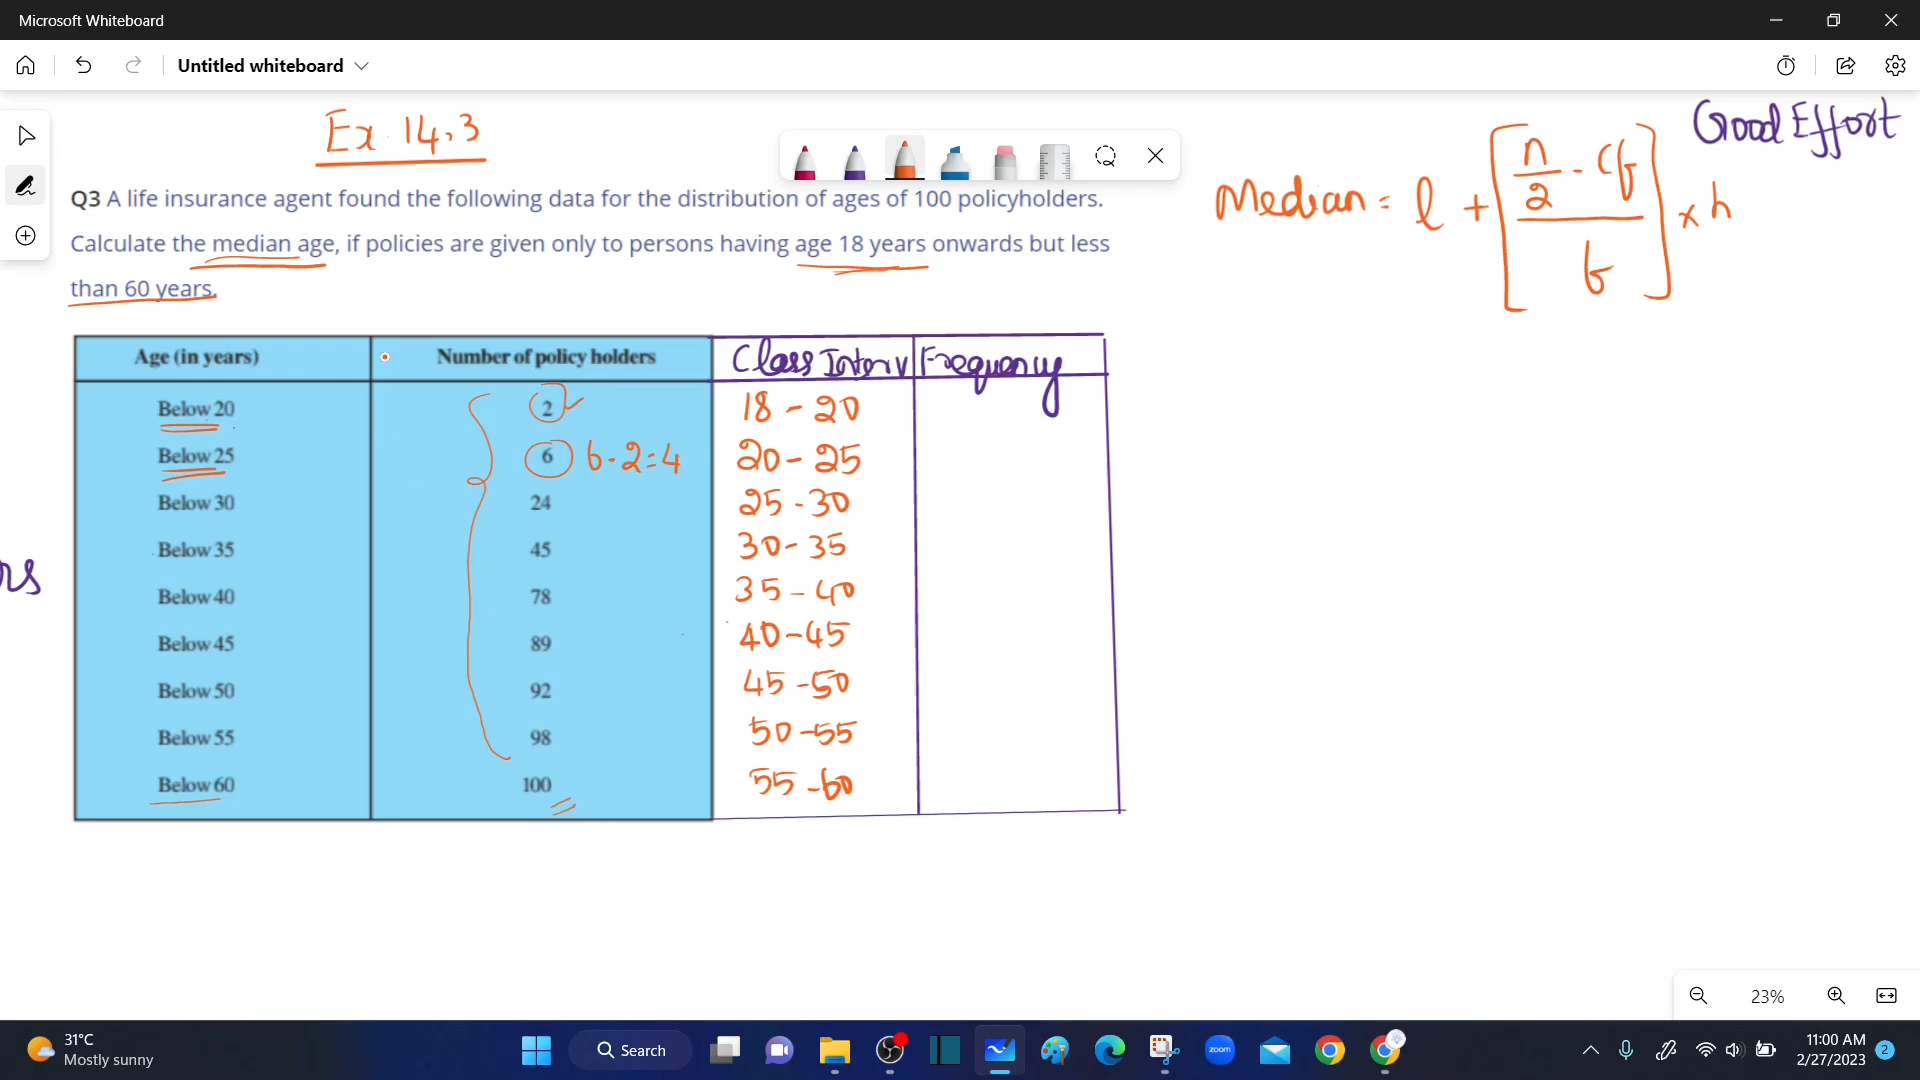 Microsoft Whiteboard
Untitled whiteboard
Ex 14.3
Good Effort
Q3 A life insurance agent found the following data for the distribution of ages of 100 policyholders.
Calculate the median age, if policies are given only to persons having age 18 years onwards but less
than 60 years.
Median = l + [n/2 - cf / f] x h
Age (in years) Number of policy holders Class Interv Frequency
Below 20 2 18 - 20
Below 25 6 6 - 2 = 4 20 - 25
Below 30 24 25 - 30
Below 35 45 30 - 35
rs
Below 40 78 35 - 40
Below 45 89 40 - 45
Below 50 92 45 - 50
Below 55 98 50 - 55
Below 60 100 55 - 60
23%
31°C
Mostly sunny
Search
zoom
11:00 AM
2/27/2023
2